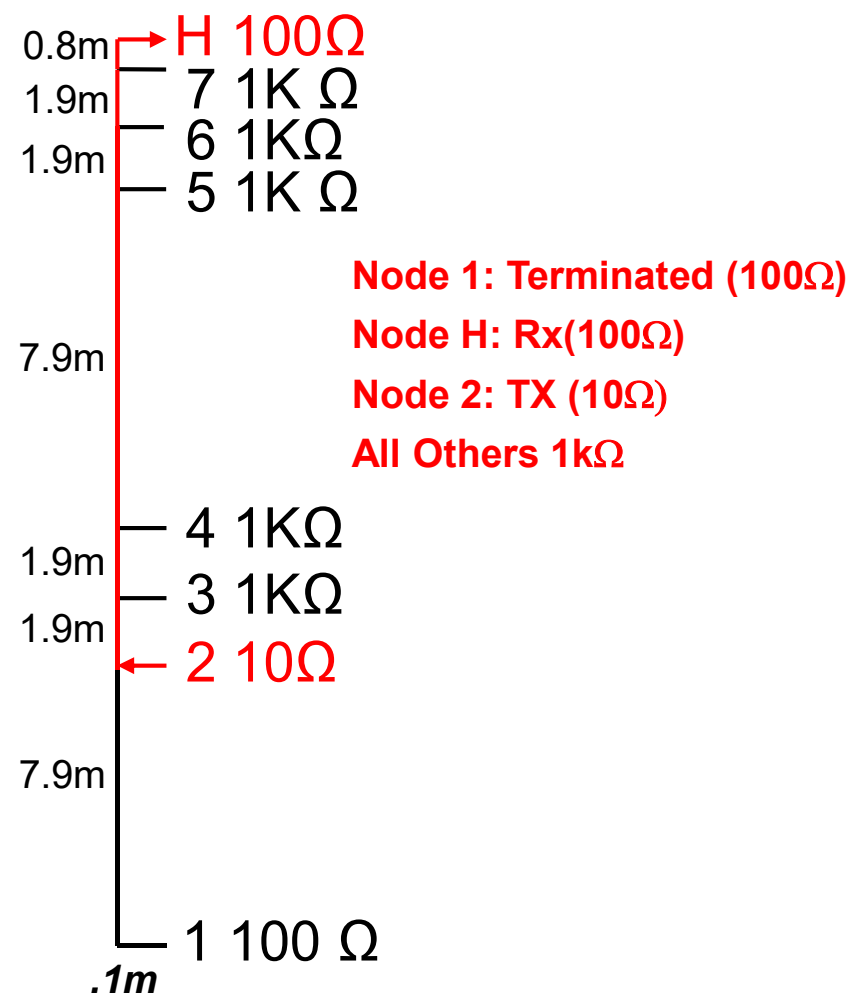 0.8m
H 100Ω
1.9m
7 1K Ω
6 1KΩ
1.9m
5 1K Ω
Node 1: Terminated (100Ω)
Node H: Rx(100Ω)
7.9m
Node 2: TX (10Ω)
All Others 1kΩ
4 1KΩ
1.9m
3 1KΩ
1.9m
2 10Ω
7.9m
1 100 Ω
.1m